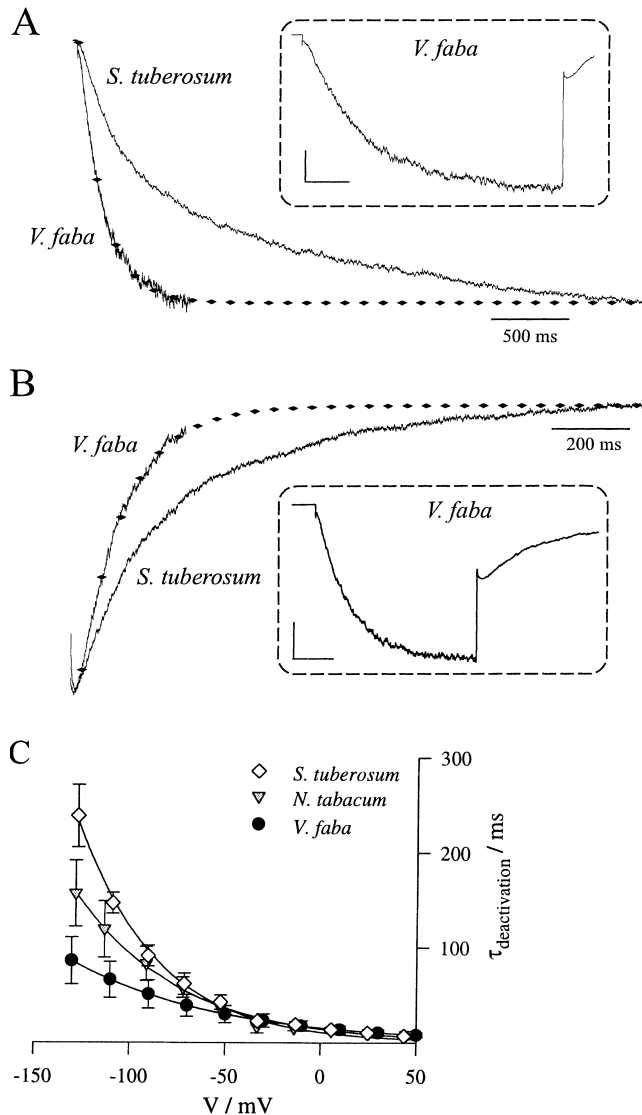 A
V. faba
S. tuberosum
V. faba
500 ms
B
V. faba
200 ms
V. faba
S. tuberosum
C
300
S. tuberosum
N. tabacum
V. faba
200
τdeactivation / ms
100
-150 -100 -50 0 50
V / mV